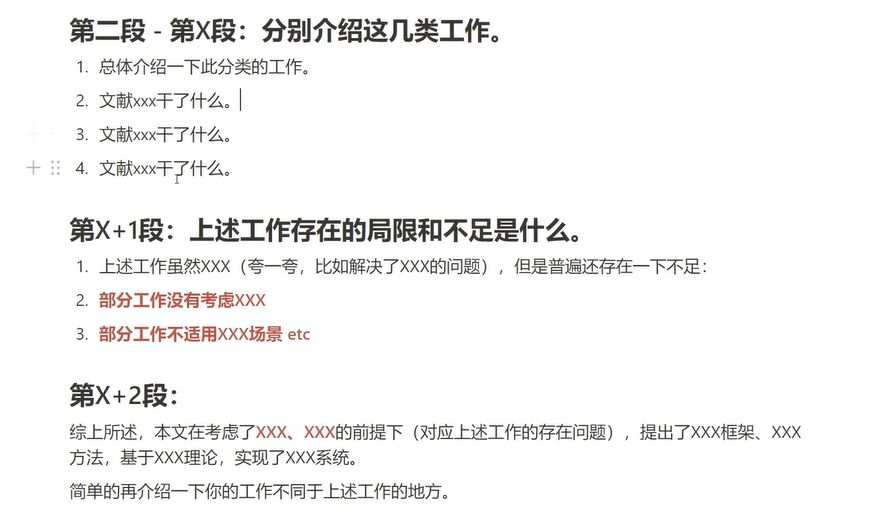 第二段 - 第X段：分别介绍这几类工作。
1. 总体介绍一下此分类的工作。
2. 文献xxx干了什么。
3. 文献xxx干了什么。
4. 文献xxx干了什么。
第X+1段：上述工作存在的局限和不足是什么。
1. 上述工作虽然XXX（夸一夸，比如解决了XXX的问题），但是普遍还存在一下不足：
2. 部分工作没有考虑XXX
3. 部分工作不适用XXX场景 etc
第X+2段：
综上所述，本文在考虑了XXX、XXX的前提下（对应上述工作的存在问题），提出了XXX框架、XXX
方法，基于XXX理论，实现了XXX系统。
简单的再介绍一下你的工作不同于上述工作的地方。